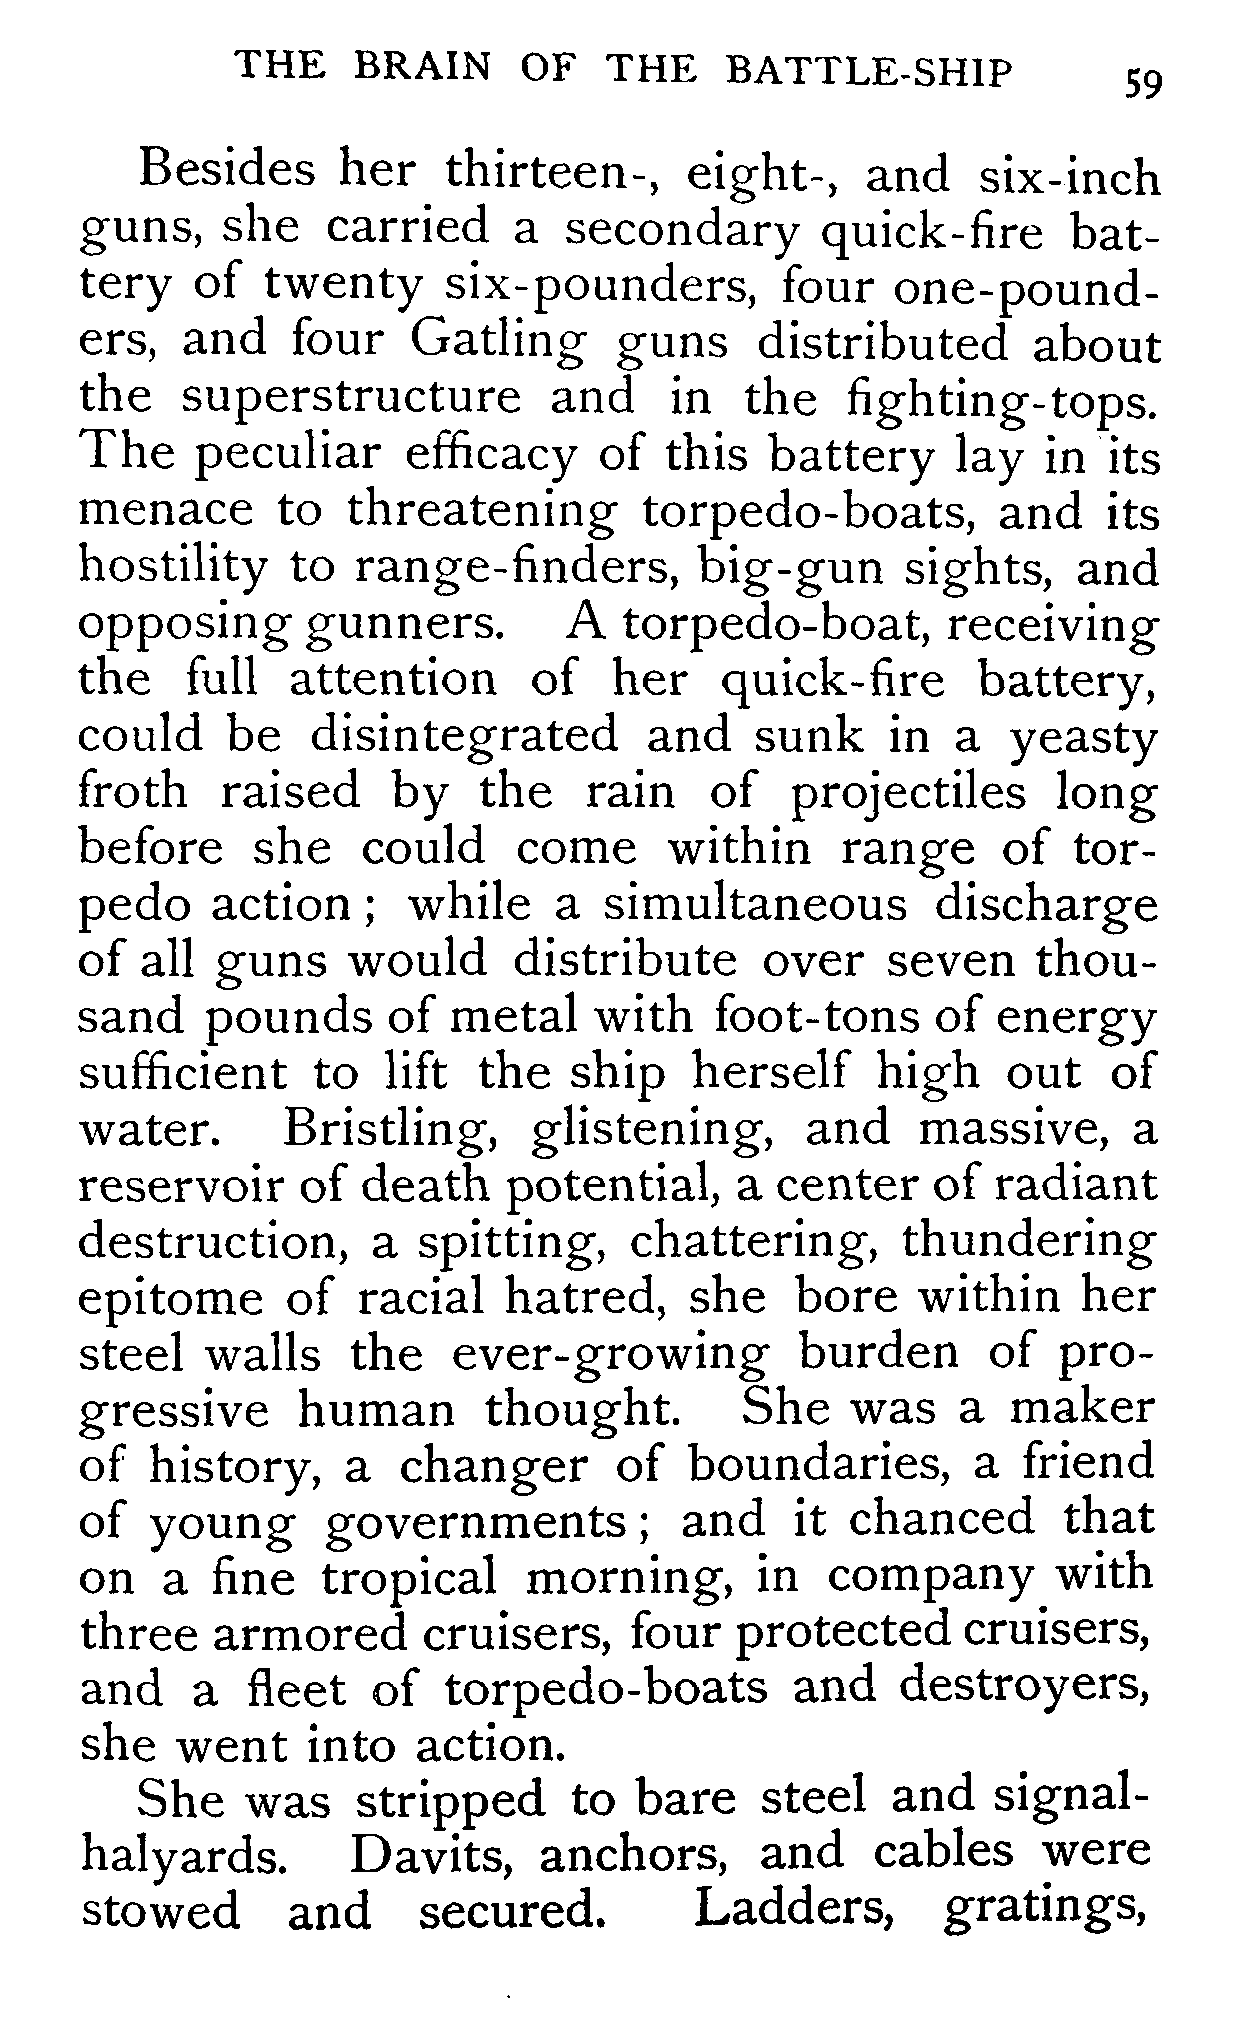 THE BRAIN OF THE BATTLE-SHIP 59
Besides her thirteen-, eight-, and six-inch
guns, she carried a secondary quick-fire bat-
tery of twenty six-pounders, four one-pound-
ers, and four Gatling guns distributed about
the superstructure and in the fighting-tops.
The peculiar efficacy of this battery lay in its
menace to threatening torpedo-boats, and its
hostility to range-finders, big-gun sights, and
opposing gunners. A torpedo-boat, receiving
the full attention of her quick-fire battery,
could be disintegrated and sunk in a yeasty
froth raised by the rain of projectiles long
before she could come within range of tor-
pedo action ; while a simultaneous discharge
of all guns would distribute over seven thou-
sand pounds of metal with foot-tons of energy
sufficient to lift the ship herself high out of
water. Bristling, glistening, and massive, a
reservoir of death potential, a center of radiant
destruction, a spitting, chattering, thundering
epitome of racial hatred, she bore within her
steel walls the ever-growing burden of pro-
gressive human thought. She was a maker
of history, a changer of boundaries, a friend
of young governments ; and it chanced that
on a fine tropical morning, in company with
three armored cruisers, four protected cruisers,
and a fleet of torpedo-boats and destroyers,
she went into action.
She was stripped to bare steel and signal-
halyards. Davits, anchors, and cables were
stowed and secured. Ladders, gratings,